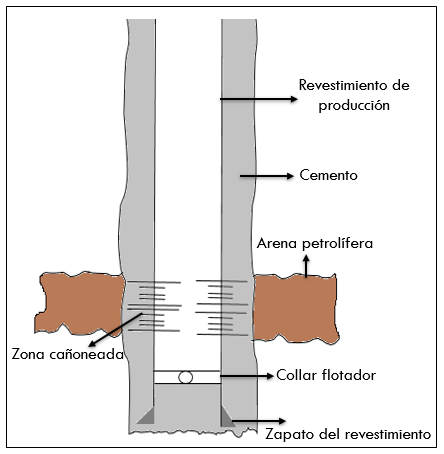 Revestimiento de
producción
Cemento
Arena petrolífera
Zona cañoneada
Collar flotador
Zapato del revestimiento